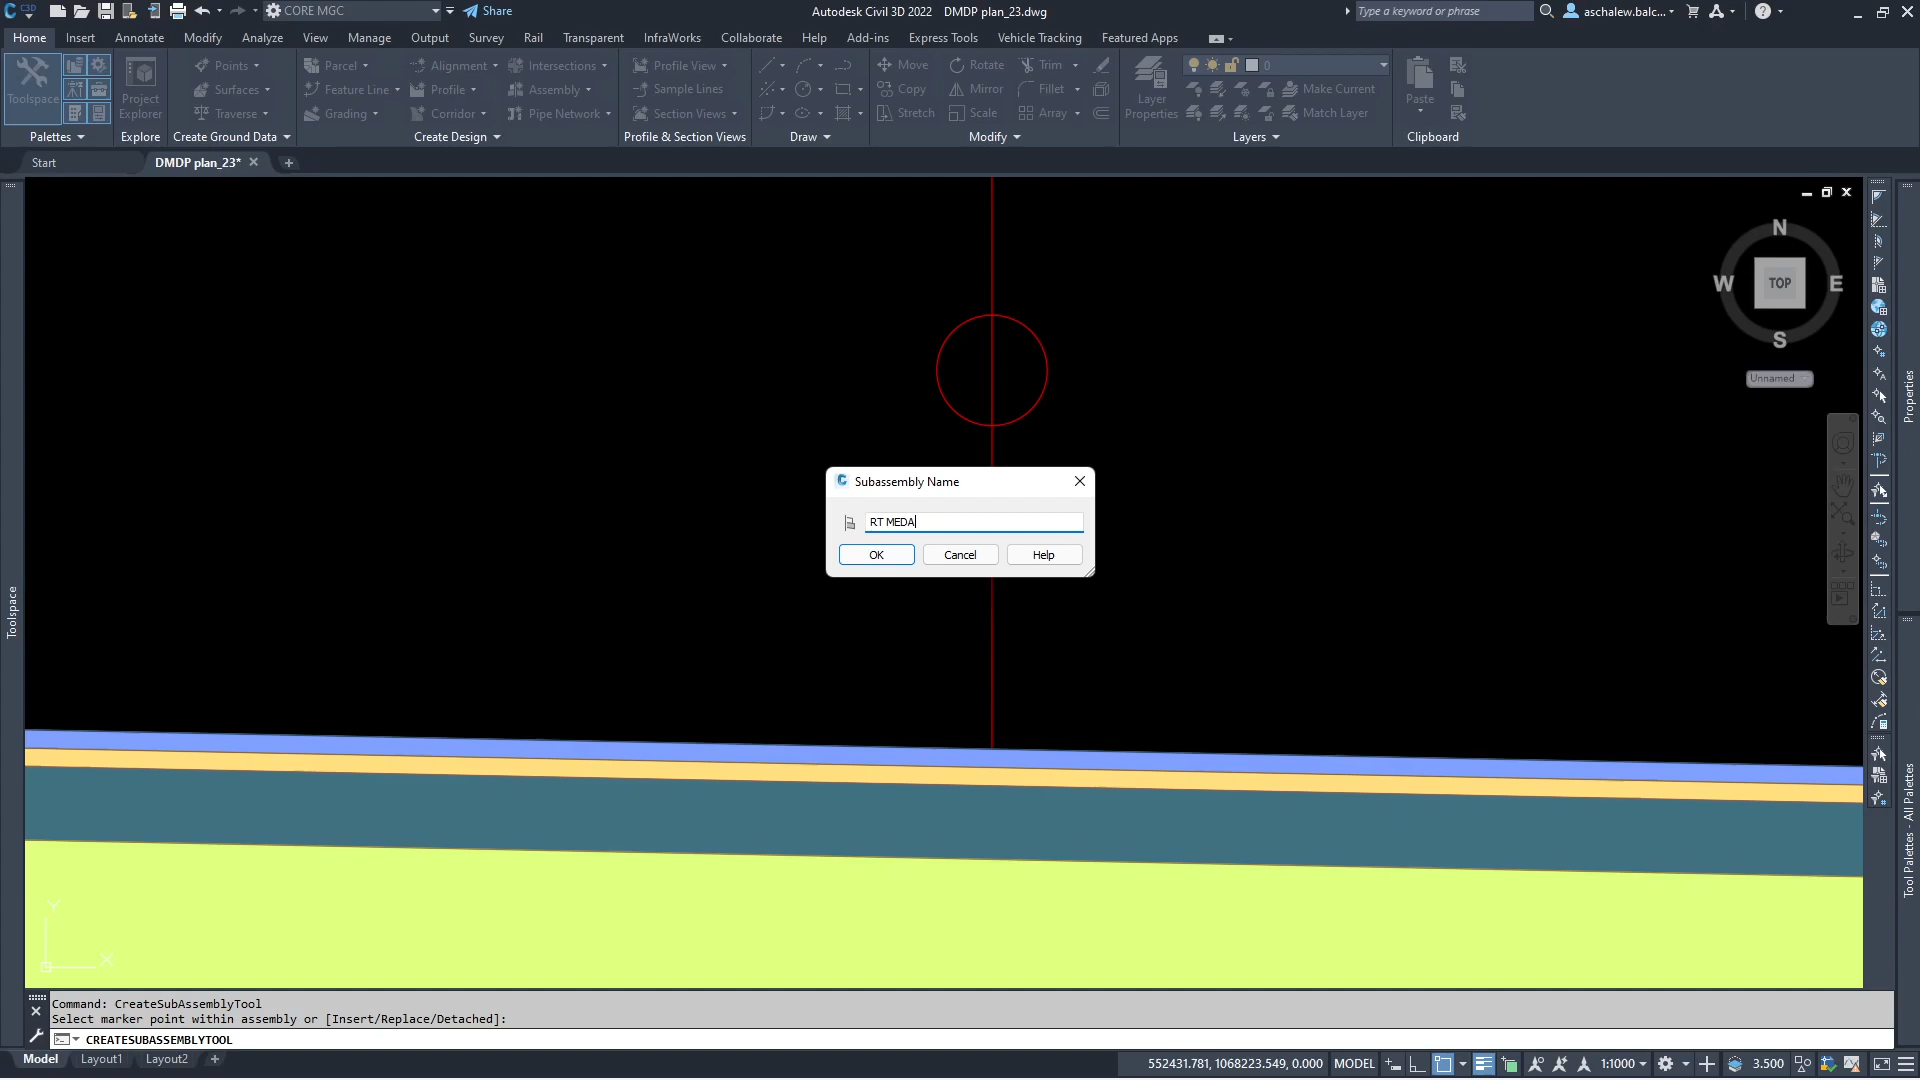 C3D CORE MGC Share Autodesk Civil 3D 2022 DMDP plan_23.dwg Type a keyword or phrase aschalew.balc...
Home Insert Annotate Modify Analyze View Manage Output Survey Rail Transparent InfraWorks Collaborate Help Add-ins Express Tools Vehicle Tracking Featured Apps
Points Parcel Alignment Intersections Profile View Move Rotate Trim 0
Surfaces Feature Line Profile Assembly Sample Lines Copy Mirror Fillet Make Current
Toolspace Project Explorer Layer Properties Paste
Traverse Grading Corridor Pipe Network Section Views Stretch Scale Array Match Layer
Palettes Explore Create Ground Data Create Design Profile & Section Views Draw Modify Layers Clipboard
Start DMDP plan_23*
N
W TOP E
S
Unnamed
Properties
Subassembly Name
RT MEDA
OK Cancel Help
Toolspace
Tool Palettes - All Palettes
Y
X
Command: CreateSubAssemblyTool
Select marker point within assembly or [Insert/Replace/Detached]:
CREATESUBASSEMBLYTOOL
Model Layout1 Layout2 552431.781, 1068223.549, 0.000 MODEL 1:1000 3.500